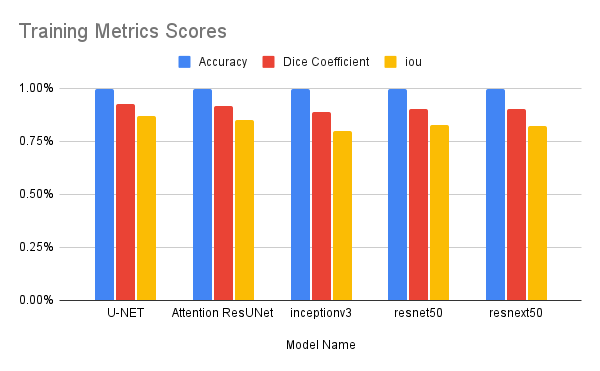 Training Metrics Scores
Accuracy Dice Coefficient iou
1.00%
0.75%
0.50%
0.25%
0.00%
U-NET Attention ResUNet inceptionv3 resnet50 resnext50
Model Name